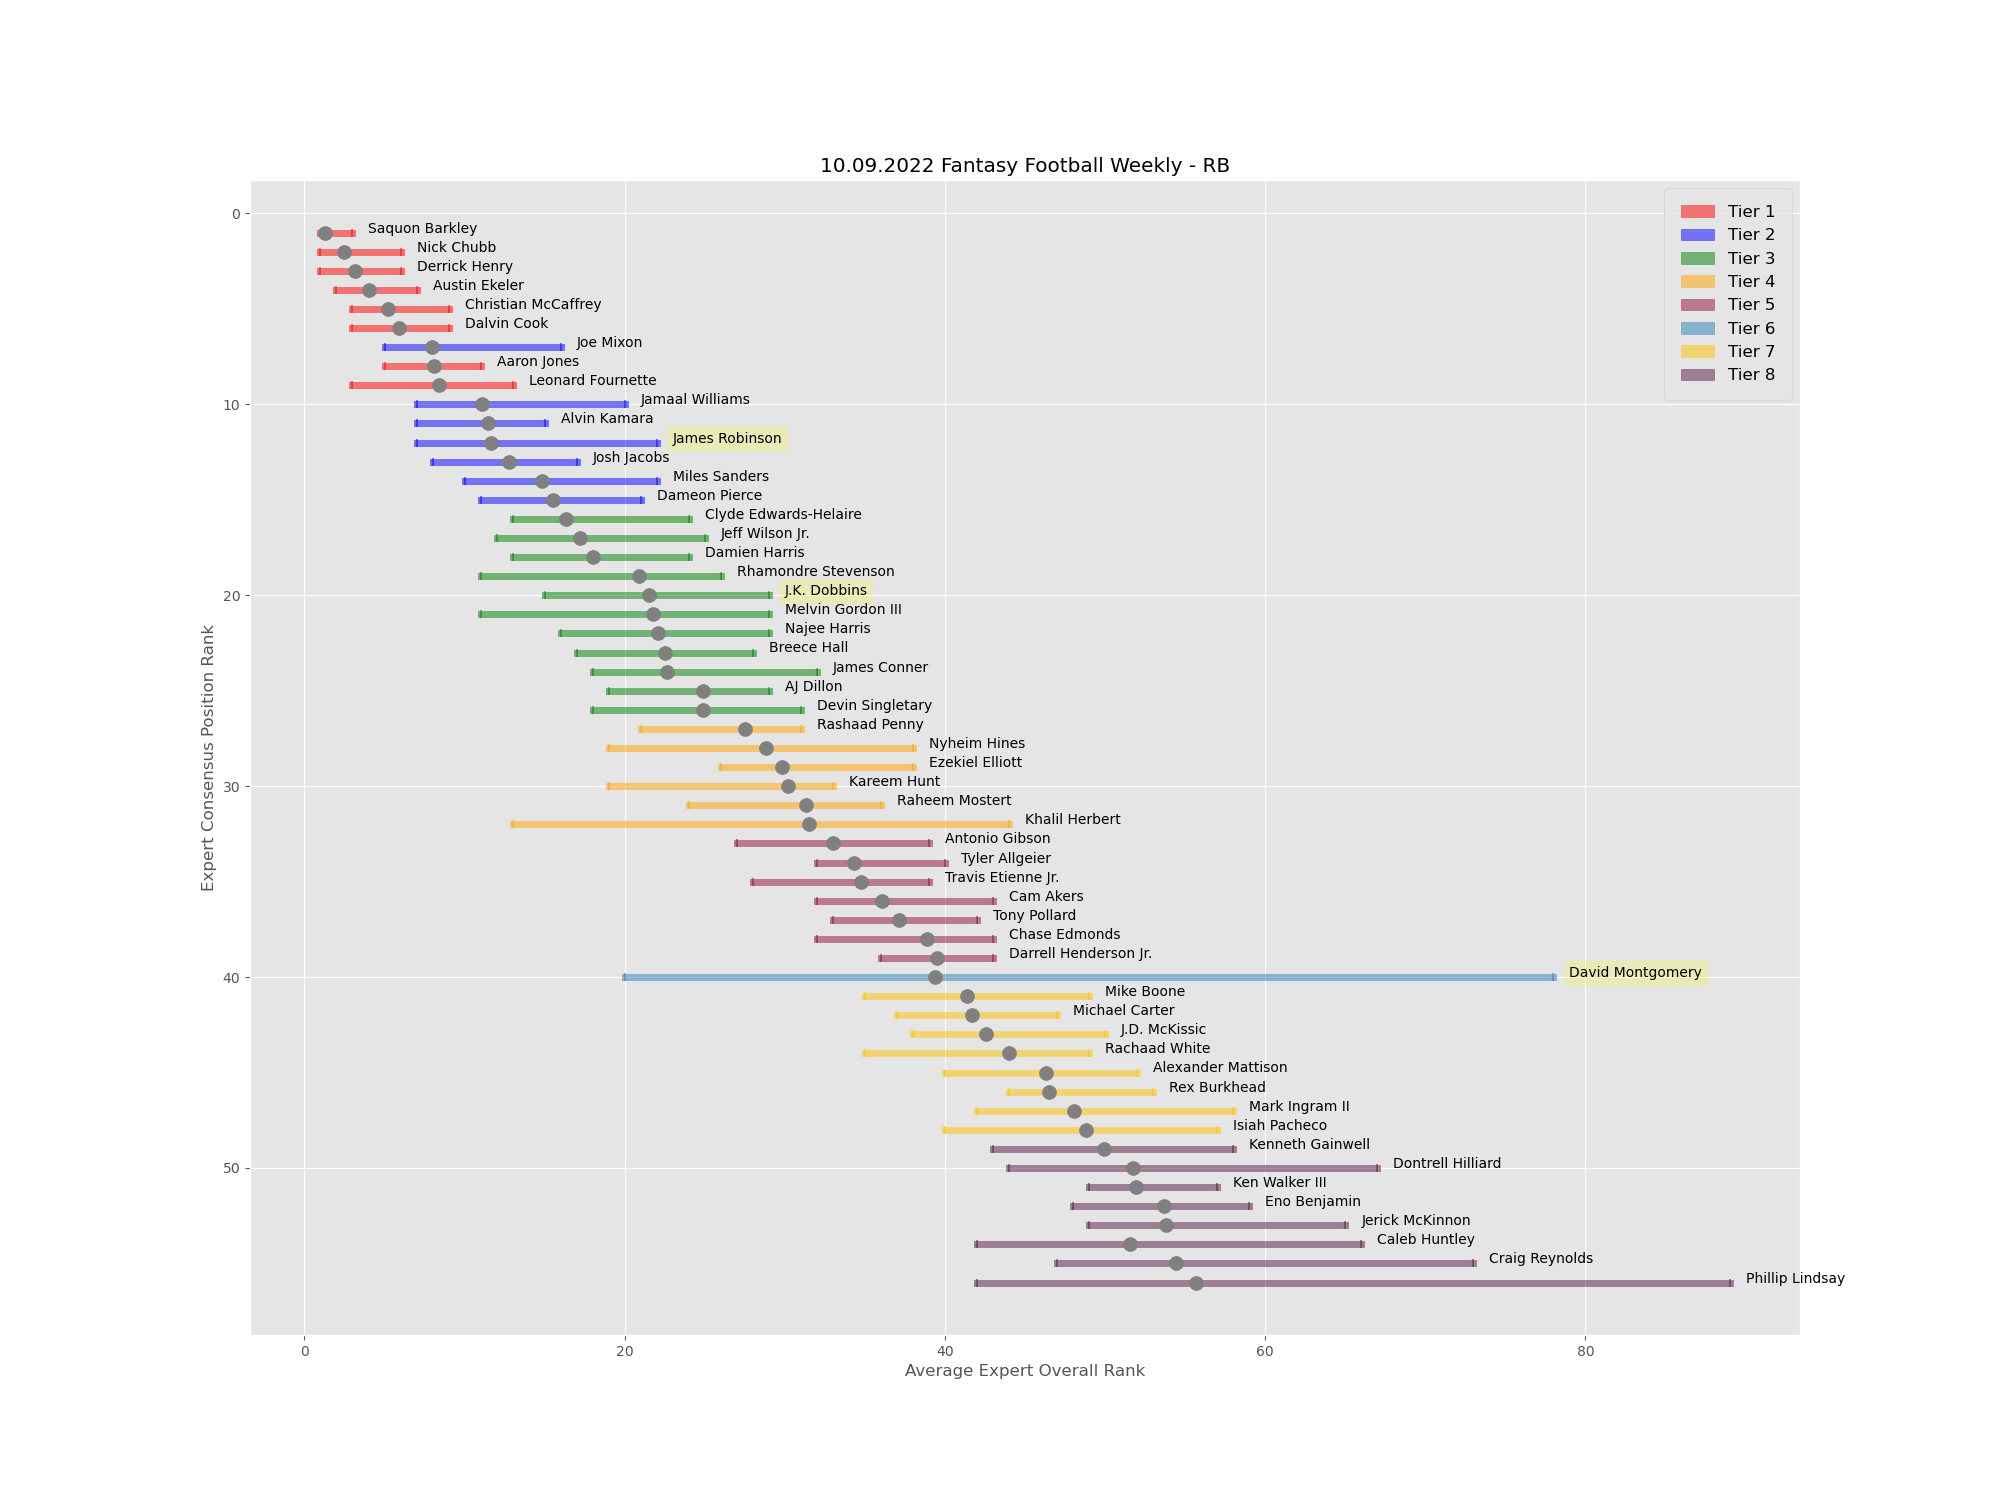 10.09.2022 Fantasy Football Weekly - RB
Tier 1
Tier 2
Tier 3
Tier 4
Tier 5
Tier 6
Tier 7
Tier 8
Expert Consensus Position Rank
0
10
20
30
40
50
Saquon Barkley
Nick Chubb
Derrick Henry
Austin Ekeler
Christian McCaffrey
Dalvin Cook
Joe Mixon
Aaron Jones
Leonard Fournette
Jamaal Williams
Alvin Kamara
James Robinson
Josh Jacobs
Miles Sanders
Dameon Pierce
Clyde Edwards-Helaire
Jeff Wilson Jr.
Damien Harris
Rhamondre Stevenson
J.K. Dobbins
Melvin Gordon III
Najee Harris
Breece Hall
James Conner
AJ Dillon
Devin Singletary
Rashaad Penny
Nyheim Hines
Ezekiel Elliott
Kareem Hunt
Raheem Mostert
Khalil Herbert
Antonio Gibson
Tyler Allgeier
Travis Etienne Jr.
Cam Akers
Tony Pollard
Chase Edmonds
Darrell Henderson Jr.
David Montgomery
Mike Boone
Michael Carter
J.D. McKissic
Rachaad White
Alexander Mattison
Rex Burkhead
Mark Ingram II
Isiah Pacheco
Kenneth Gainwell
Dontrell Hilliard
Ken Walker III
Eno Benjamin
Jerick McKinnon
Caleb Huntley
Craig Reynolds
Phillip Lindsay
0 20 40 60 80
Average Expert Overall Rank